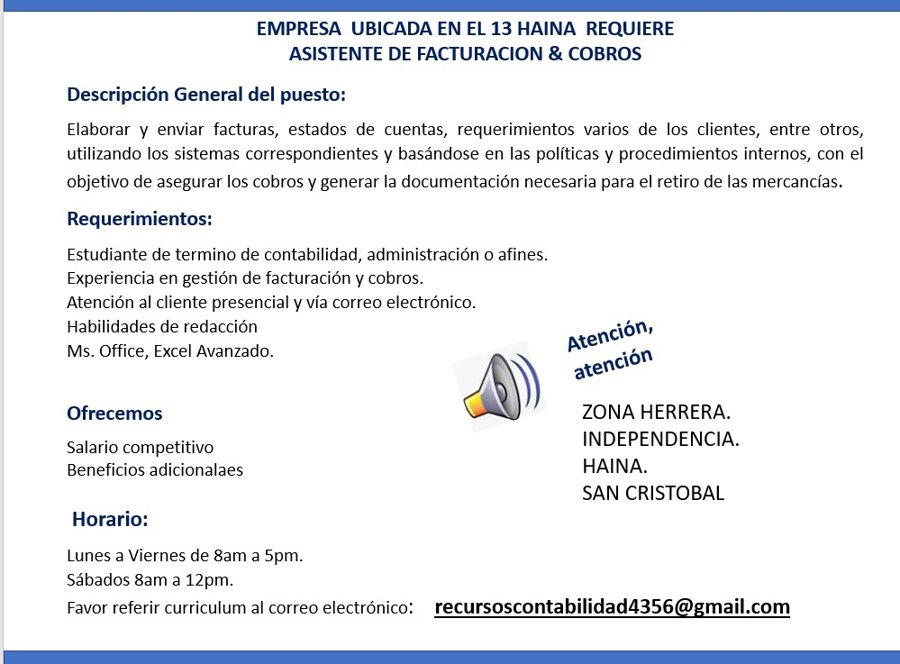 EMPRESA UBICADA EN EL 13 HAINA REQUIERE
ASISTENTE DE FACTURACION & COBROS
Descripción General del puesto:
Elaborar y enviar facturas, estados de cuentas, requerimientos varios de los clientes, entre otros,
utilizando los sistemas correspondientes y basándose en las políticas y procedimientos internos, con el
objetivo de asegurar los cobros y generar la documentación necesaria para el retiro de las mercancías.
Requerimientos:
Estudiante de termino de contabilidad, administración o afines.
Experiencia en gestión de facturación y cobros.
Atención al cliente presencial y vía correo electrónico.
Habilidades de redacción
Ms. Office, Excel Avanzado.
Atención,
atención
ZONA HERRERA.
INDEPENDENCIA.
HAINA.
SAN CRISTOBAL
Ofrecemos
Salario competitivo
Beneficios adicionalaes
Horario:
Lunes a Viernes de 8am a 5pm.
Sábados 8am a 12pm.
Favor referir curriculum al correo electrónico: recursoscontabilidad4356@gmail.com